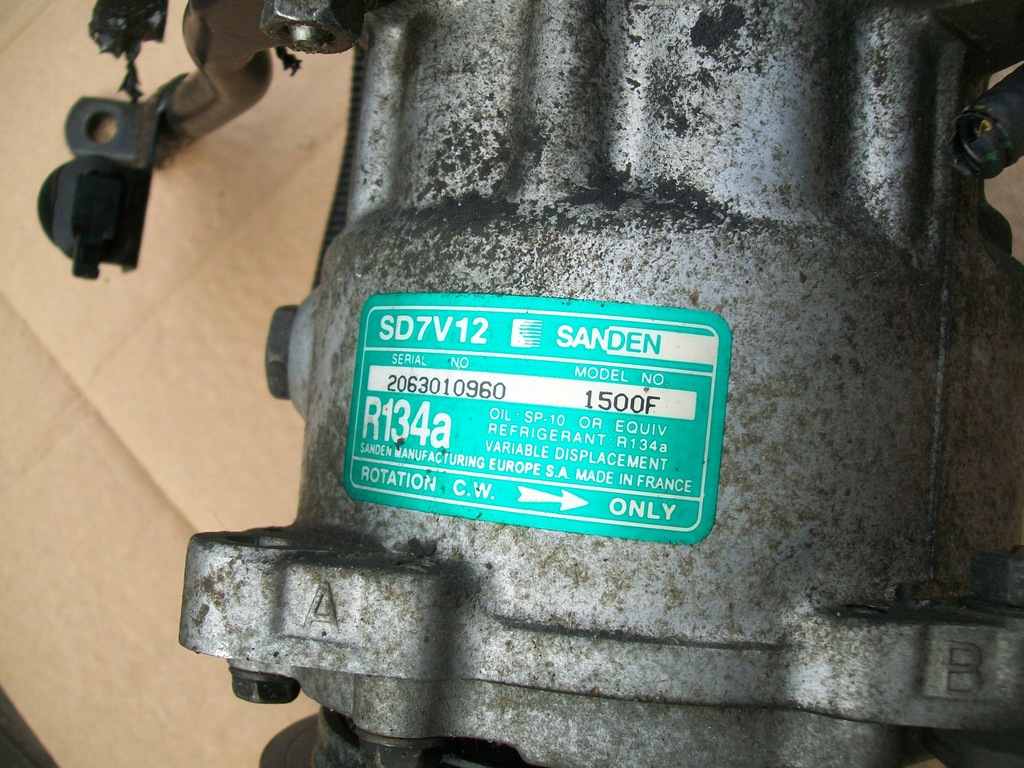 SD7V12 SANDEN
SERIAL NO MODEL NO
2063010960 1500F
R134a
OIL: SP-10 OR EQUIV
REFRIGERANT: R134a
VARIABLE DISPLACEMENT
SANDEN MANUFACTURING EUROPE S.A. MADE IN FRANCE
ROTATION C.W. ONLY
A
B